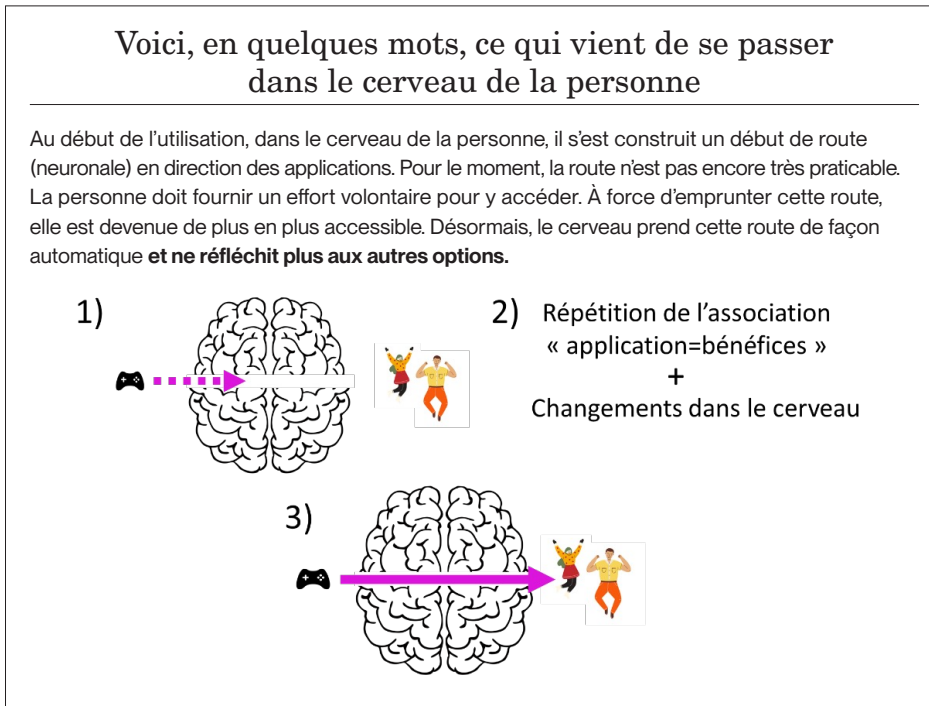 Voici, en quelques mots, ce qui vient de se passer
dans le cerveau de la personne
Au début de l’utilisation, dans le cerveau de la personne, il s’est construit un début de route
(neuronale) en direction des applications. Pour le moment, la route n’est pas encore très praticable.
La personne doit fournir un effort volontaire pour y accéder. À force d’emprunter cette route,
elle est devenue de plus en plus accessible. Désormais, le cerveau prend cette route de façon
automatique et ne réfléchit plus aux autres options.
1)
2) Répétition de l’association
« application=bénéfices »
+
Changements dans le cerveau
3)